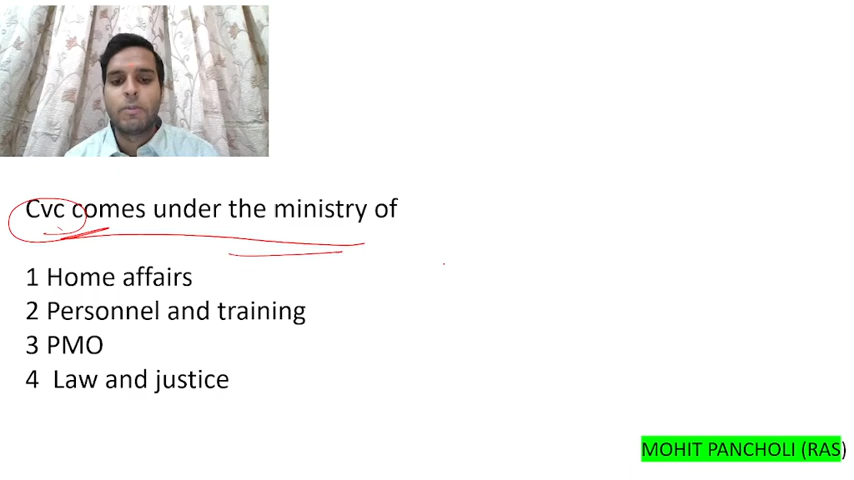 Cvc comes under the ministry of
1 Home affairs
2 Personnel and training
3 PMO
4 Law and justice
MOHIT PANCHOLI (RAS)